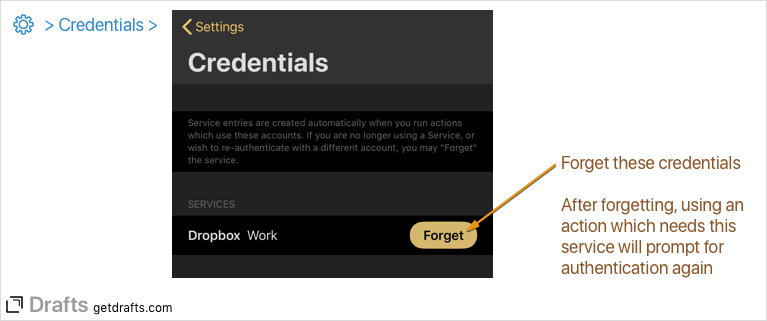 > Credentials >
Settings
Credentials
Service entries are created automatically when you run actions
which use these accounts. If you are no longer using a Service, or
wish to re-authenticate with a different account, you may "Forget"
the service.
SERVICES
Dropbox Work
Forget
Forget these credentials
After forgetting, using an
action which needs this
service will prompt for
authentication again
Drafts getdrafts.com